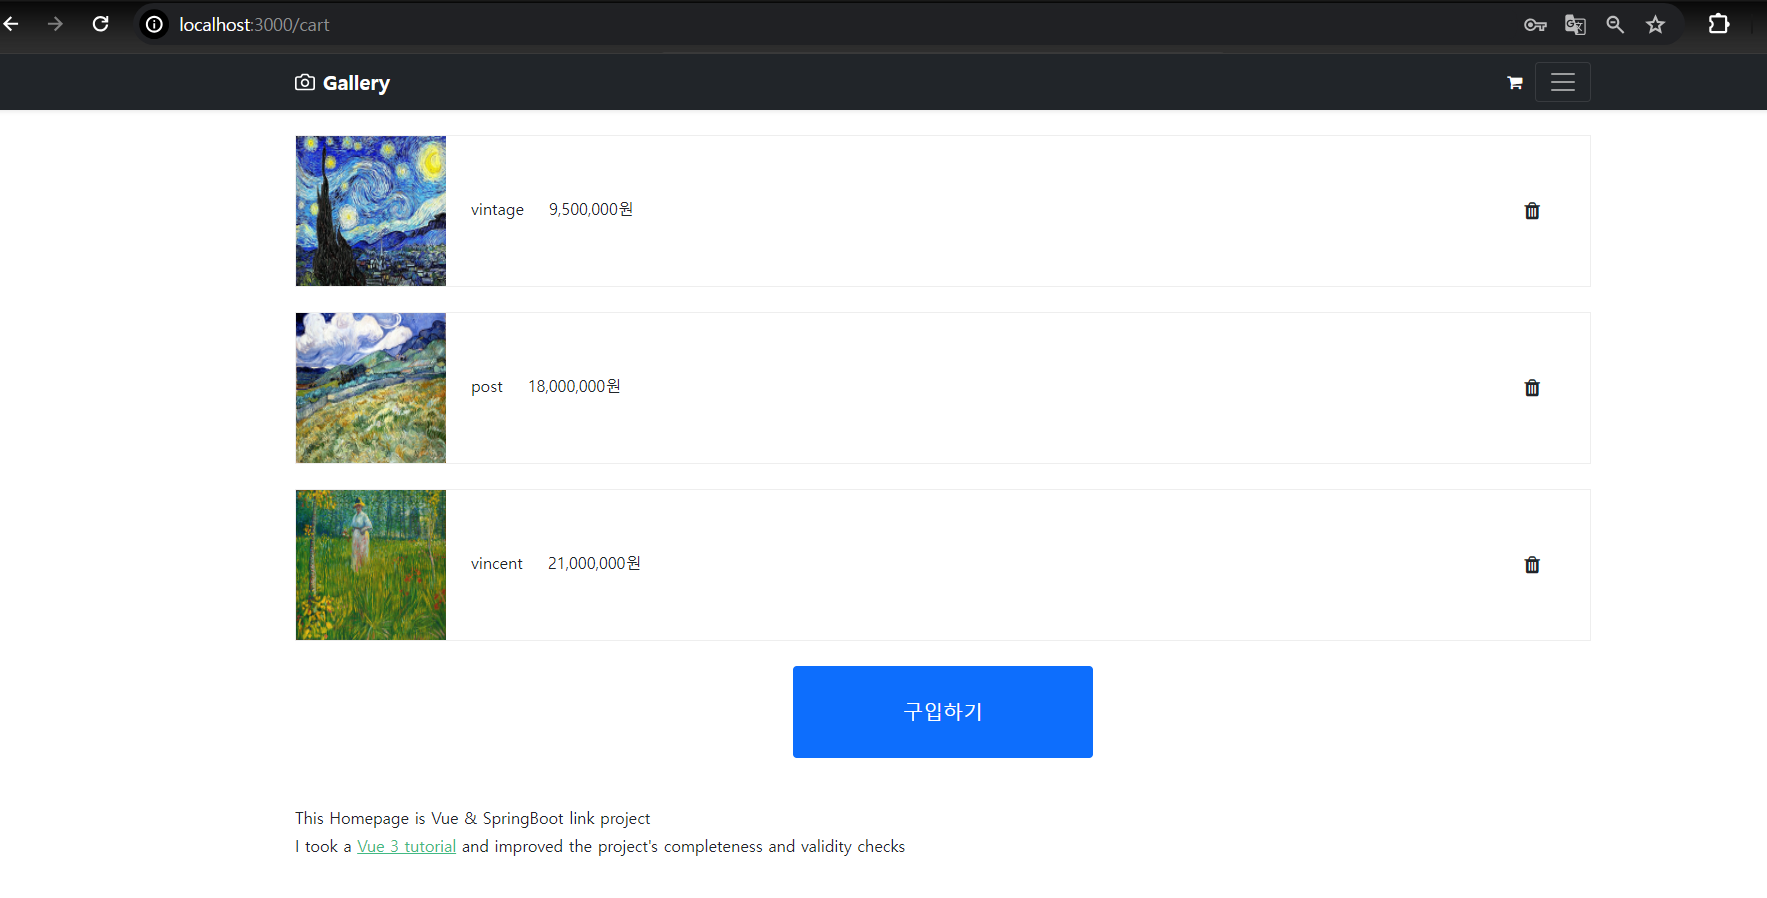 localhost:3000/cart
Gallery
vintage 9,500,000원
post 18,000,000원
vincent 21,000,000원
구입하기
This Homepage is Vue & SpringBoot link project
I took a Vue 3 tutorial and improved the project's completeness and validity checks